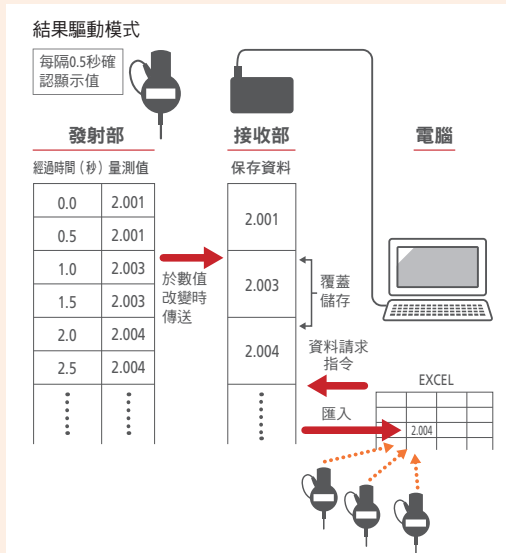 結果驅動模式
每隔0.5秒確
認顯示值
發射部
接收部
電腦
經過時間（秒） 量測值
保存資料
0.0 2.001
0.5 2.001
1.0 2.003
1.5 2.003
2.0 2.004
2.5 2.004
於數值
改變時
傳送
2.001
2.003
2.004
覆蓋
儲存
資料請求
指令
匯入
EXCEL
2.004